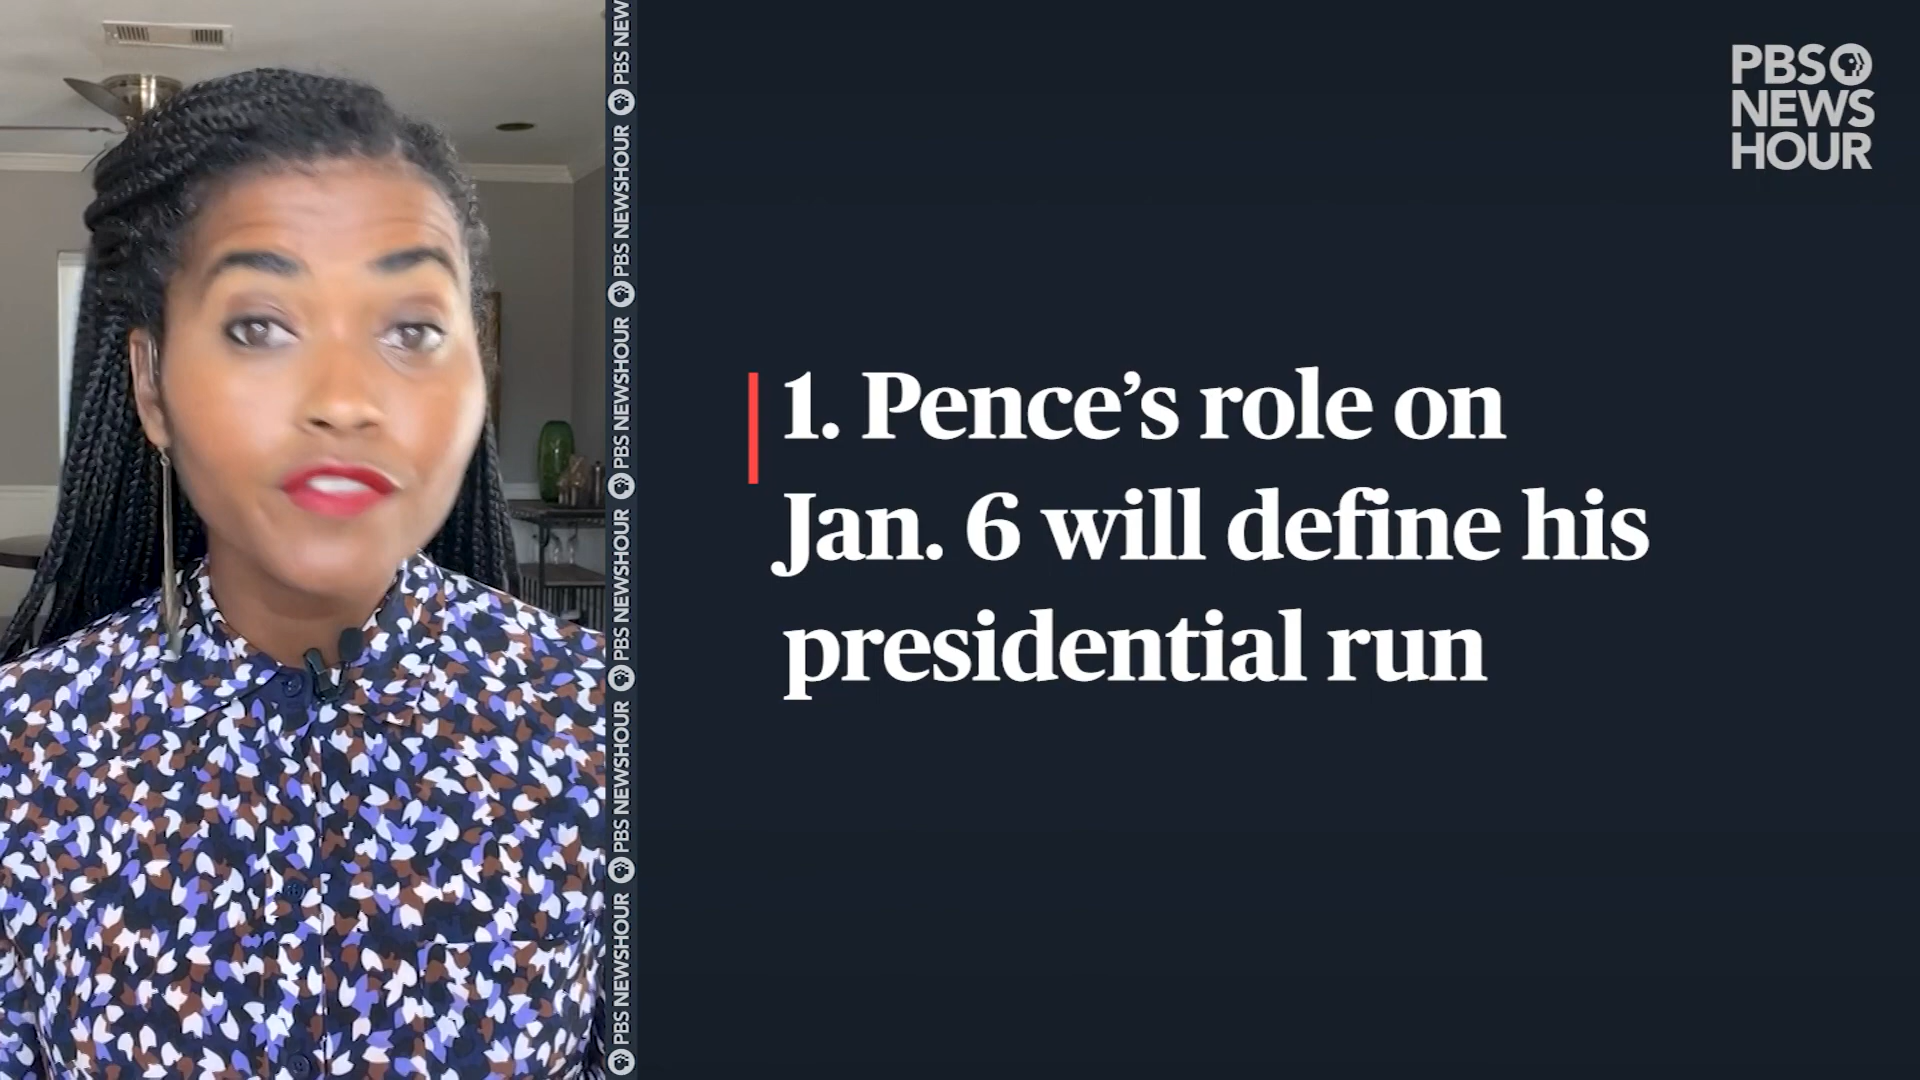 PBS
NEWS
HOUR
1. Pence’s role on
Jan. 6 will define his
presidential run
PBS NEWSHOUR
PBS NEWSHOUR
PBS NEWSHOUR
PBS NEWSHOUR
PBS NEWSHOUR
PBS NEW